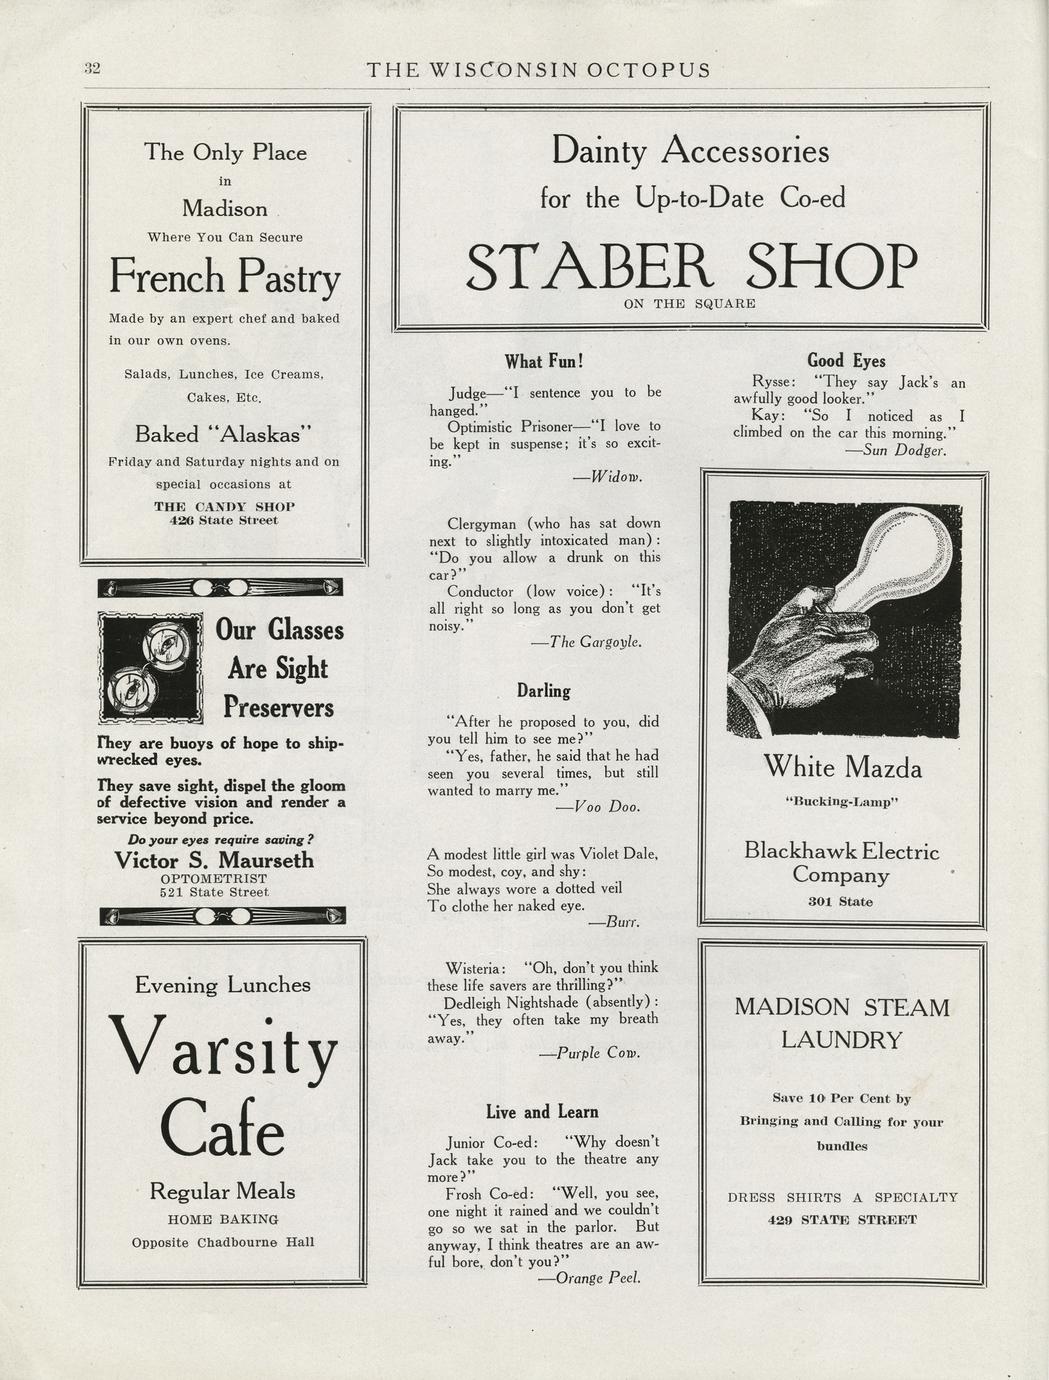 32
THE WISCONSIN OCTOPUS
The Only Place
in
Madison
Where You Can Secure
French Pastry
Made by an expert chef and baked
in our own ovens.
Salads, Lunches, Ice Creams,
Cakes, Etc.
Baked "Alaskas"
Friday and Saturday nights and on
special occasions at
THE CANDY SHOP
426 State Street
Our Glasses
Are Sight
Preservers
They are buoys of hope to ship-
wrecked eyes.
They save sight, dispel the gloom
of defective vision and render a
service beyond price.
Do your eyes require saving?
Victor S. Maurseth
OPTOMETRIST
521 State Street
Evening Lunches
Varsity
Cafe
Regular Meals
HOME BAKING
Opposite Chadbourne Hall
Dainty Accessories
for the Up-to-Date Co-ed
STABER SHOP
ON THE SQUARE
What Fun!
Judge—"I sentence you to be
hanged."
Optimistic Prisoner—"I love to
be kept in suspense; it's so excit-
ing."
—Widow.
Clergyman (who has sat down
next to slightly intoxicated man):
"Do you allow a drunk on this
car?"
Conductor (low voice): "It's
all right so long as you don't get
noisy."
—The Gargoyle.
Darling
"After he proposed to you, did
you tell him to see me?"
"Yes, father, he said that he had
seen you several times, but still
wanted to marry me."
—Voo Doo.
A modest little girl was Violet Dale,
So modest, coy, and shy:
She always wore a dotted veil
To clothe her naked eye.
—Burr.
Wisteria: "Oh, don't you think
these life savers are thrilling?"
Dedleigh Nightshade (absently):
"Yes, they often take my breath
away."
—Purple Cow.
Live and Learn
Junior Co-ed: "Why doesn't
Jack take you to the theatre any
more?"
Frosh Co-ed: "Well, you see,
one night it rained and we couldn't
go so we sat in the parlor. But
anyway, I think theatres are an aw-
ful bore, don't you?"
—Orange Peel.
Good Eyes
Rysse: "They say Jack's an
awfully good looker."
Kay: "So I noticed as I
climbed on the car this morning."
—Sun Dodger.
White Mazda
"Bucking-Lamp"
Blackhawk Electric
Company
301 State
MADISON STEAM
LAUNDRY
Save 10 Per Cent by
Bringing and Calling for your
bundles
DRESS SHIRTS A SPECIALTY
429 STATE STREET